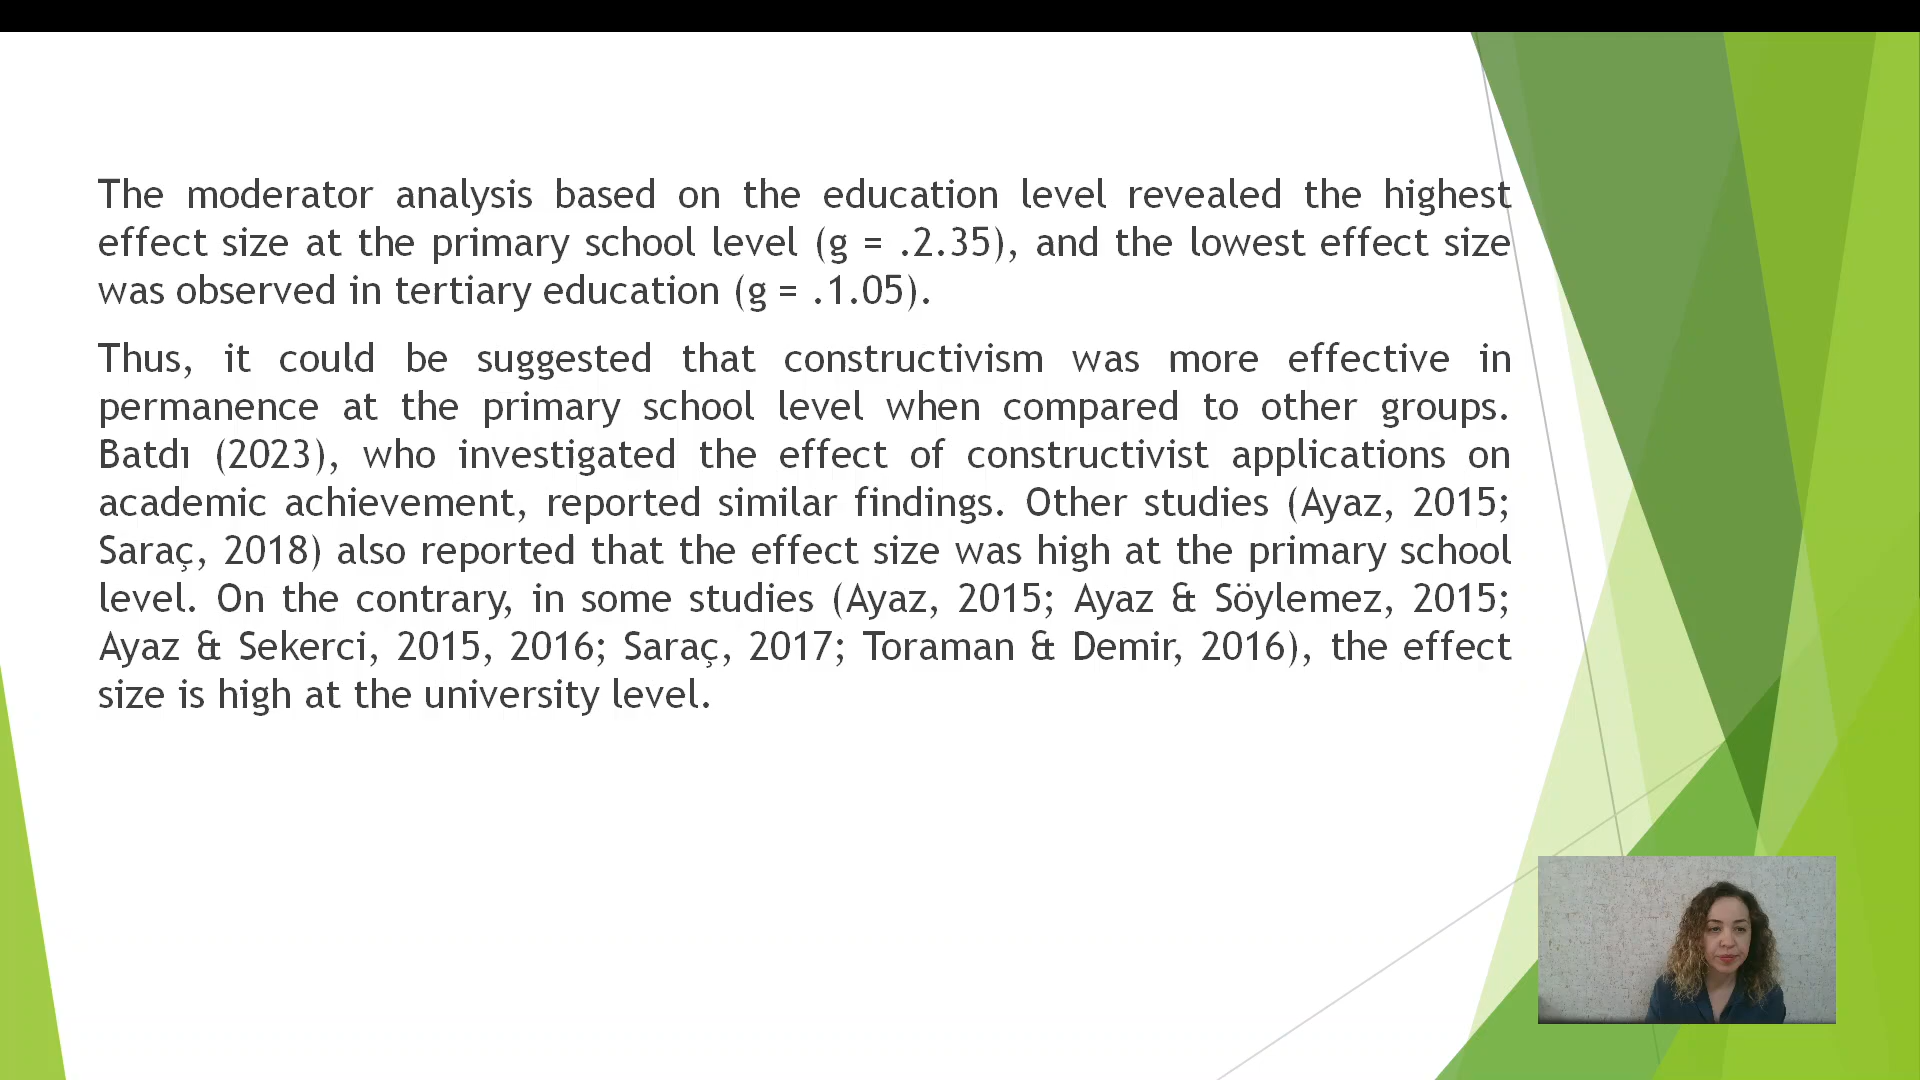 The moderator analysis based on the education level revealed the highest
effect size at the primary school level (g = .2.35), and the lowest effect size
was observed in tertiary education (g = .1.05).
Thus, it could be suggested that constructivism was more effective in
permanence at the primary school level when compared to other groups.
Batdı (2023), who investigated the effect of constructivist applications on
academic achievement, reported similar findings. Other studies (Ayaz, 2015;
Saraç, 2018) also reported that the effect size was high at the primary school
level. On the contrary, in some studies (Ayaz, 2015; Ayaz & Söylemez, 2015;
Ayaz & Sekerci, 2015, 2016; Saraç, 2017; Toraman & Demir, 2016), the effect
size is high at the university level.